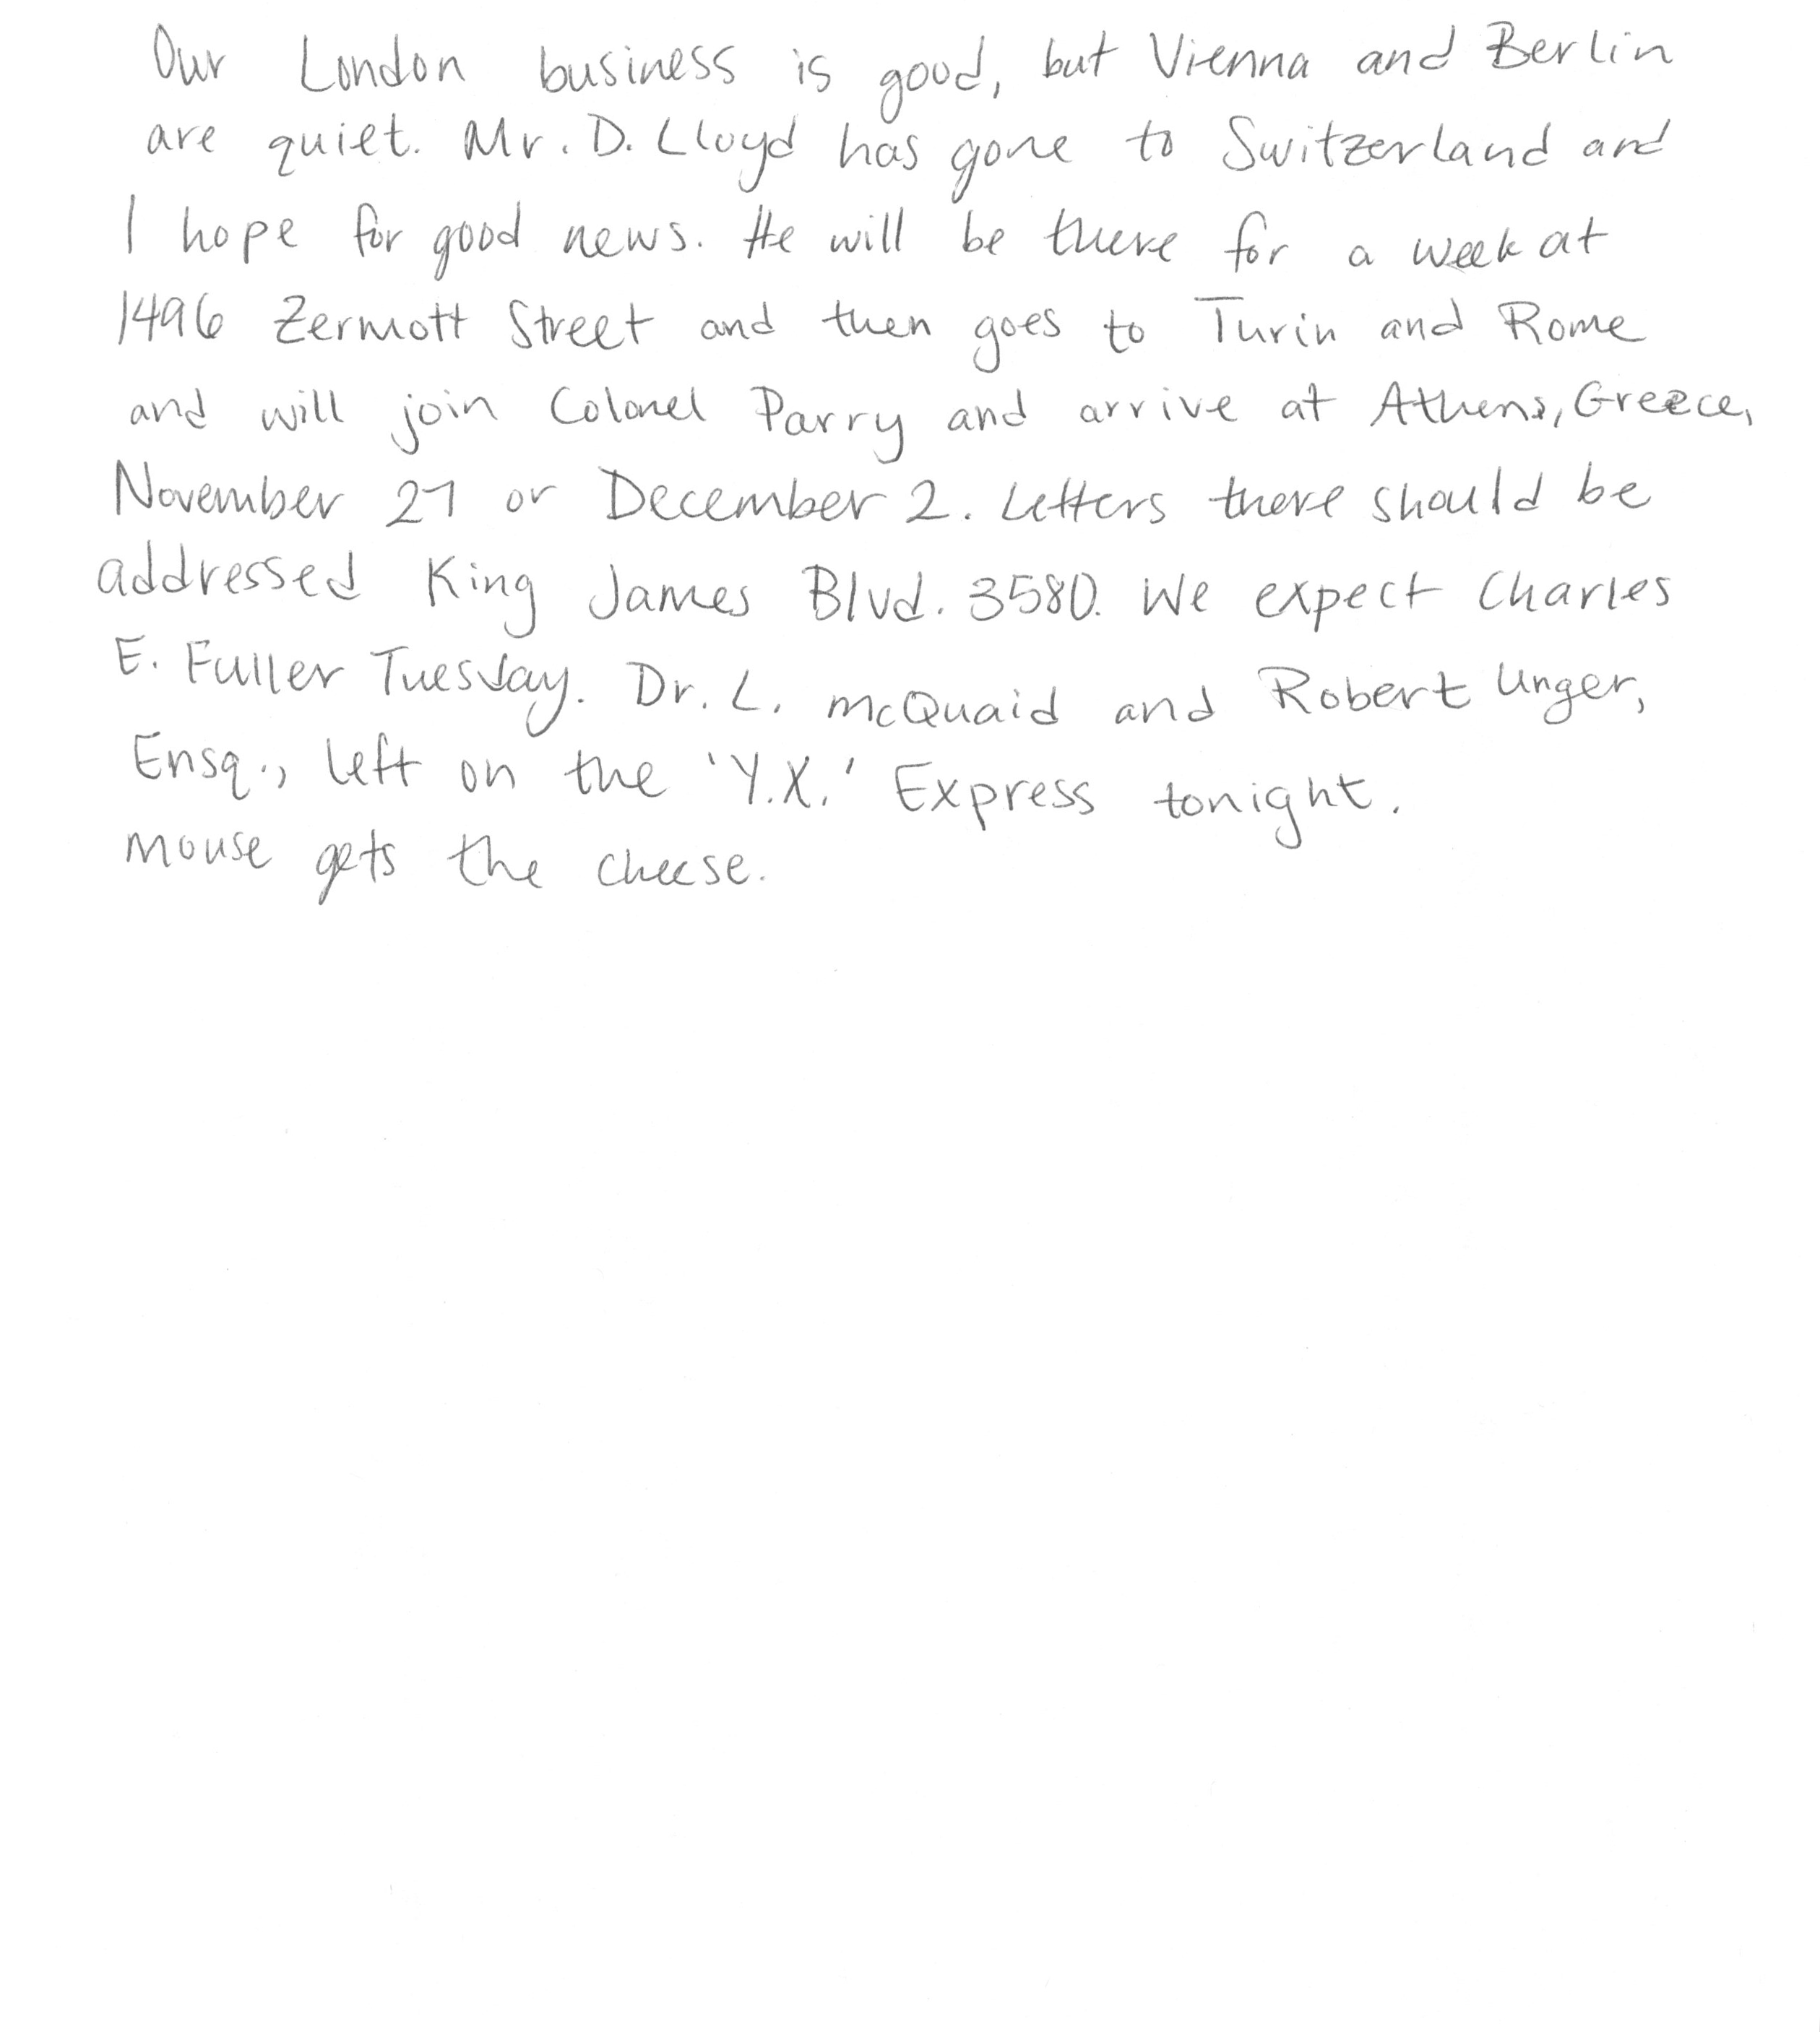 Our London business is good, but Vienna and Berlin
are quiet. Mr. D. Lloyd has gone to Switzerland and
I hope for good news. He will be there for a week at
1496 Zermott Street and then goes to Turin and Rome
and will join Colonel Parry and arrive at Athens, Greece,
November 27 or December 2. Letters there should be
addressed King James Blvd. 3580. We expect Charles
E. Fuller Tuesday. Dr. L. McQuaid and Robert Unger,
Ensq., left on the 'Y.X.' Express tonight.
mouse gets the cheese.